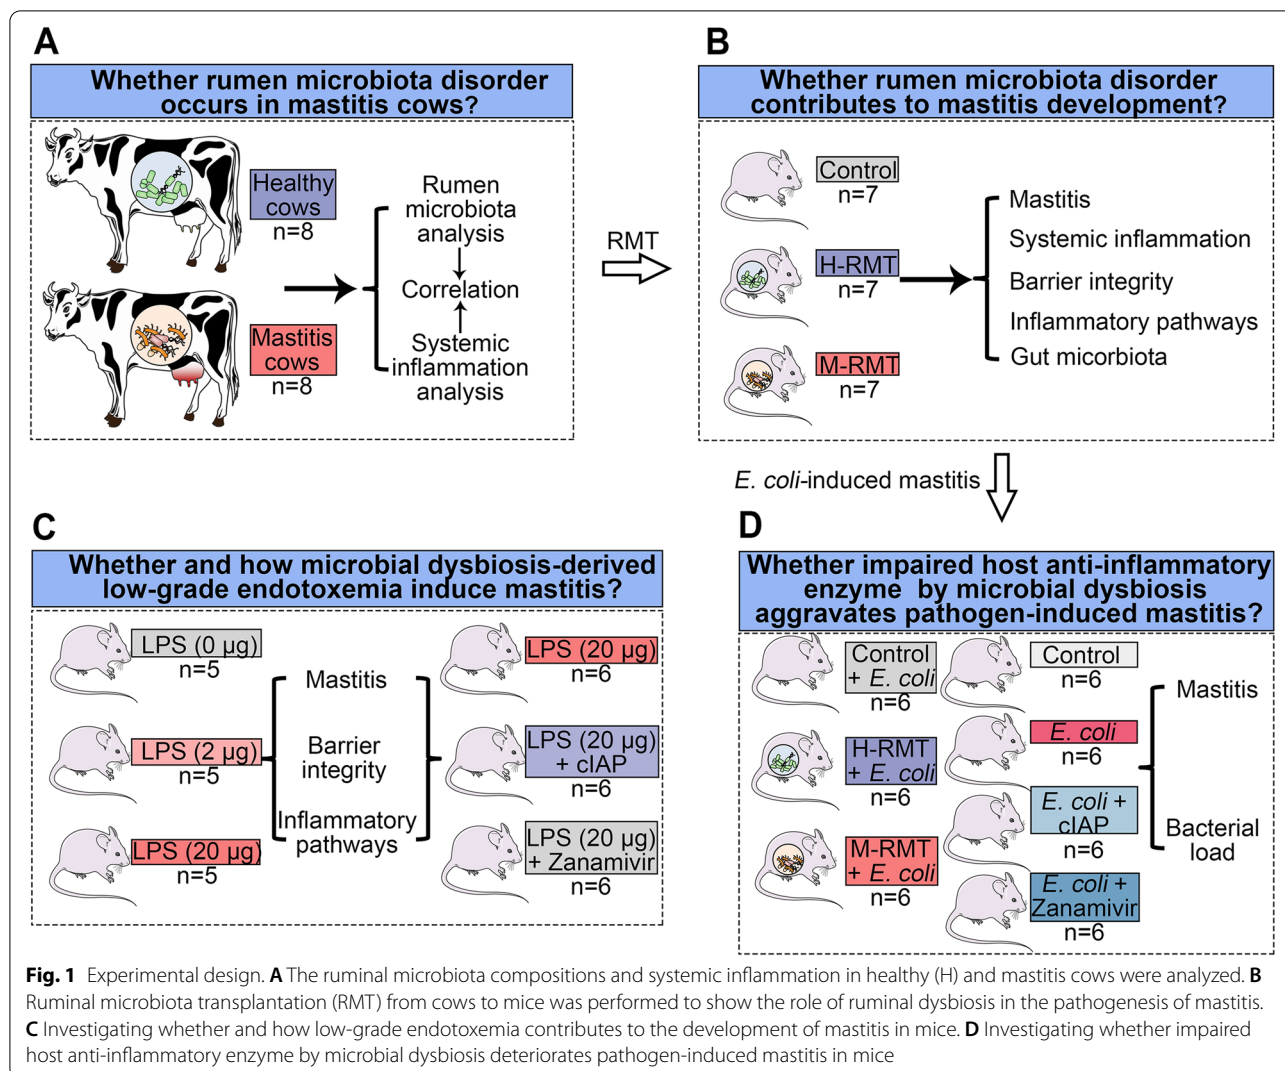 A
Whether rumen microbiota disorder
occurs in mastitis cows?
Healthy
cows
n=8
Mastitis
cows
n=8
Rumen
microbiota
analysis
Correlation
Systemic
inflammation
analysis
RMT
B
Whether rumen microbiota disorder
contributes to mastitis development?
Control
n=7
H-RMT
n=7
M-RMT
n=7
Mastitis
Systemic inflammation
Barrier integrity
Inflammatory pathways
Gut micorbiota
E. coli-induced mastitis
C
Whether and how microbial dysbiosis-derived
low-grade endotoxemia induce mastitis?
LPS (0 µg)
n=5
LPS (2 µg)
n=5
LPS (20 µg)
n=5
Mastitis
Barrier
integrity
Inflammatory
pathways
LPS (20 µg)
n=6
LPS (20 µg)
+ cIAP
n=6
LPS (20 µg)
+ Zanamivir
n=6
D
Whether impaired host anti-inflammatory
enzyme by microbial dysbiosis
aggravates pathogen-induced mastitis?
Control
+ E. coli
n=6
H-RMT
+ E. coli
n=6
M-RMT
+ E. coli
n=6
Control
n=6
E. coli
n=6
E. coli +
cIAP
n=6
E. coli +
Zanamivir
n=6
Mastitis
Bacterial
load
Fig. 1 Experimental design. A The ruminal microbiota compositions and systemic inflammation in healthy (H) and mastitis cows were analyzed. B
Ruminal microbiota transplantation (RMT) from cows to mice was performed to show the role of ruminal dysbiosis in the pathogenesis of mastitis.
C Investigating whether and how low-grade endotoxemia contributes to the development of mastitis in mice. D Investigating whether impaired
host anti-inflammatory enzyme by microbial dysbiosis deteriorates pathogen-induced mastitis in mice